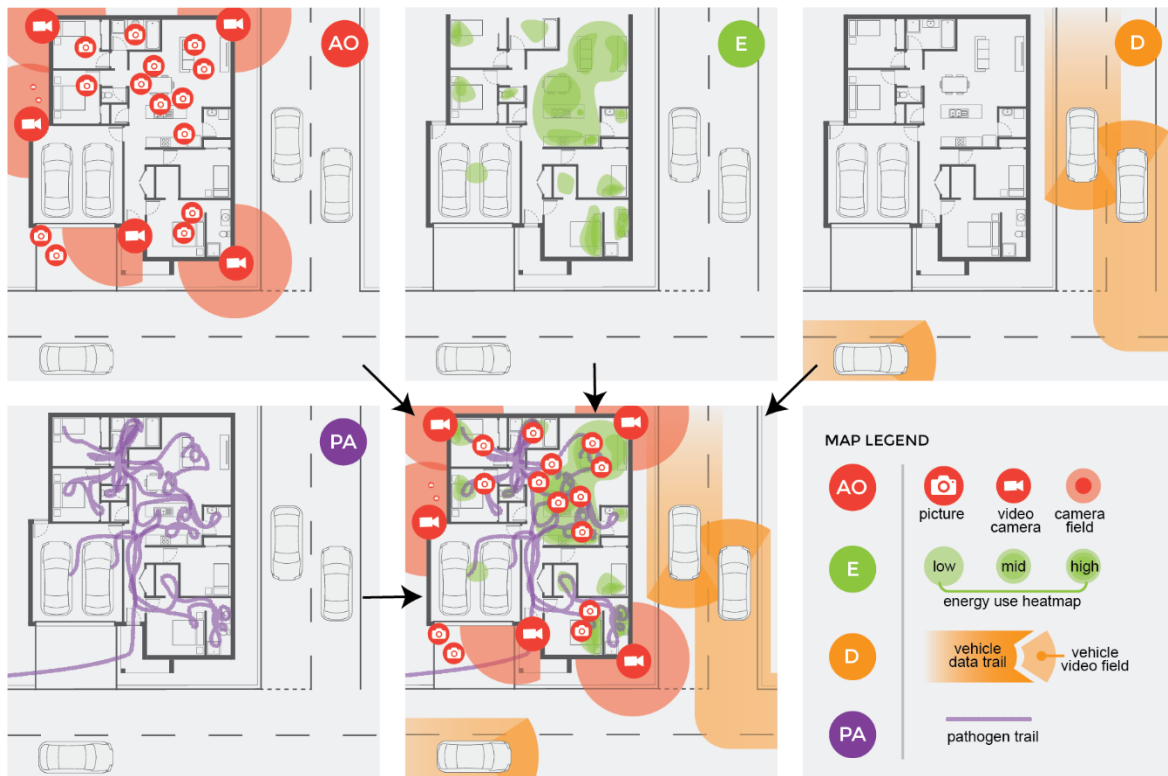 AO
E
D
PA
MAP LEGEND
AO
picture
video
camera
camera
field
E
low
mid
high
energy use heatmap
D
vehicle
data trail
vehicle
video field
PA
pathogen trail